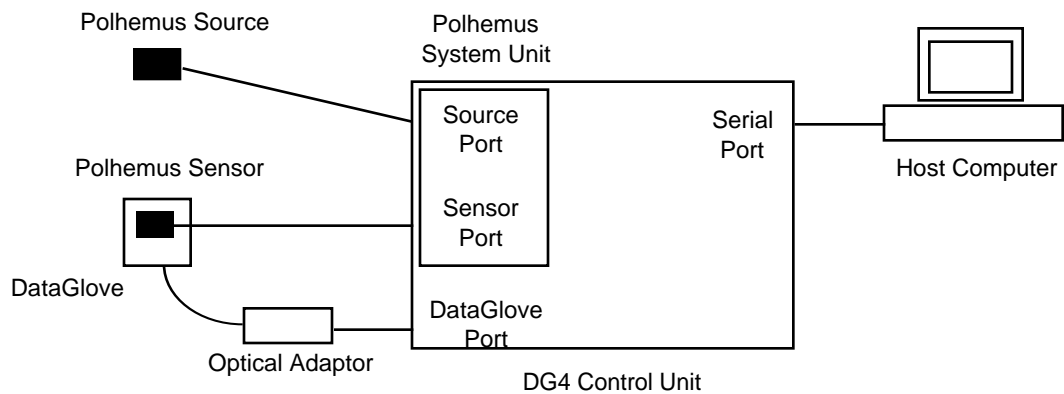 Polhemus Source
Polhemus
System Unit
Source
Port
Serial
Port
Host Computer
Polhemus Sensor
Sensor
Port
DataGlove
DataGlove
Port
Optical Adaptor
DG4 Control Unit